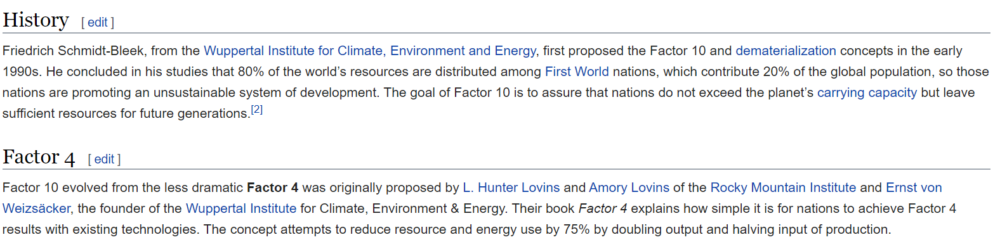 History [ edit ]
Friedrich Schmidt-Bleek, from the Wuppertal Institute for Climate, Environment and Energy, first proposed the Factor 10 and dematerialization concepts in the early
1990s. He concluded in his studies that 80% of the world’s resources are distributed among First World nations, which contribute 20% of the global population, so those
nations are promoting an unsustainable system of development. The goal of Factor 10 is to assure that nations do not exceed the planet’s carrying capacity but leave
sufficient resources for future generations.[2]
Factor 4 [ edit ]
Factor 10 evolved from the less dramatic Factor 4 was originally proposed by L. Hunter Lovins and Amory Lovins of the Rocky Mountain Institute and Ernst von
Weizsäcker, the founder of the Wuppertal Institute for Climate, Environment & Energy. Their book Factor 4 explains how simple it is for nations to achieve Factor 4
results with existing technologies. The concept attempts to reduce resource and energy use by 75% by doubling output and halving input of production.